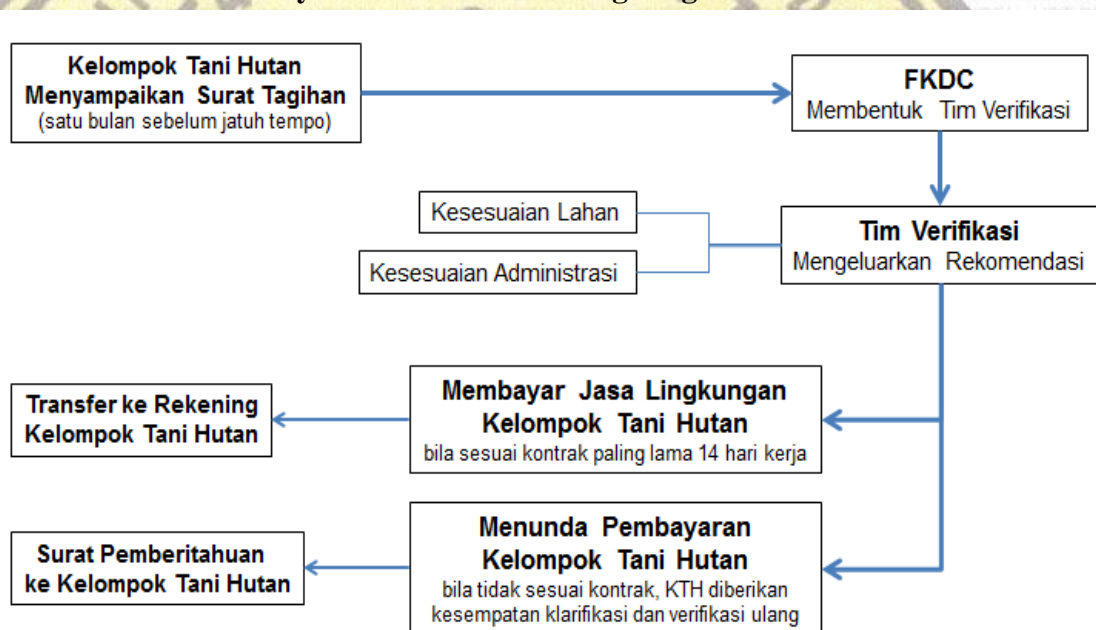 Kelompok Tani Hutan
Menyampaikan Surat Tagihan
(satu bulan sebelum jatuh tempo)
FKDC
Membentuk Tim Verifikasi
Kesesuaian Lahan
Kesesuaian Administrasi
Tim Verifikasi
Mengeluarkan Rekomendasi
Transfer ke Rekening
Kelompok Tani Hutan
Membayar Jasa Lingkungan
Kelompok Tani Hutan
bila sesuai kontrak paling lama 14 hari kerja
Surat Pemberitahuan
ke Kelompok Tani Hutan
Menunda Pembayaran
Kelompok Tani Hutan
bila tidak sesuai kontrak, KTH diberikan
kesempatan klarifikasi dan verifikasi ulang